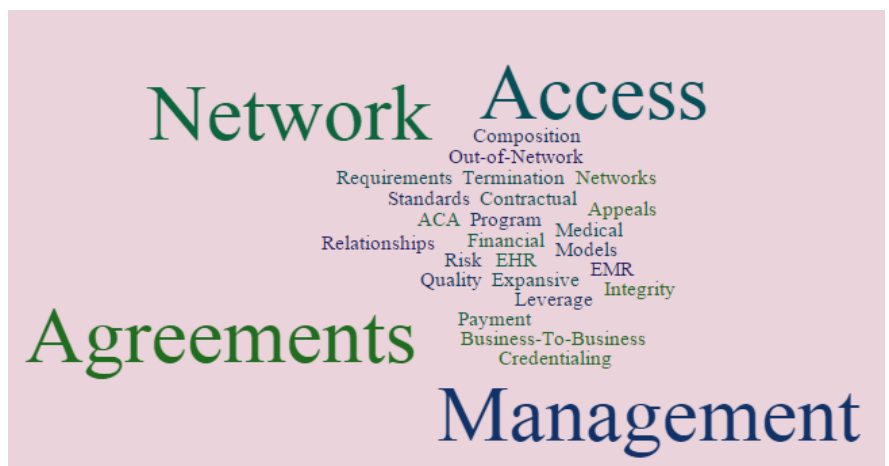 Network Access
Composition
Out-of-Network
Requirements Termination Networks
Standards Contractual
Appeals
ACA Program
Medical
Relationships Financial
Models
Risk EHR
EMR
Quality Expansive
Integrity
Leverage
Payment
Agreements
Business-To-Business
Credentialing
Management